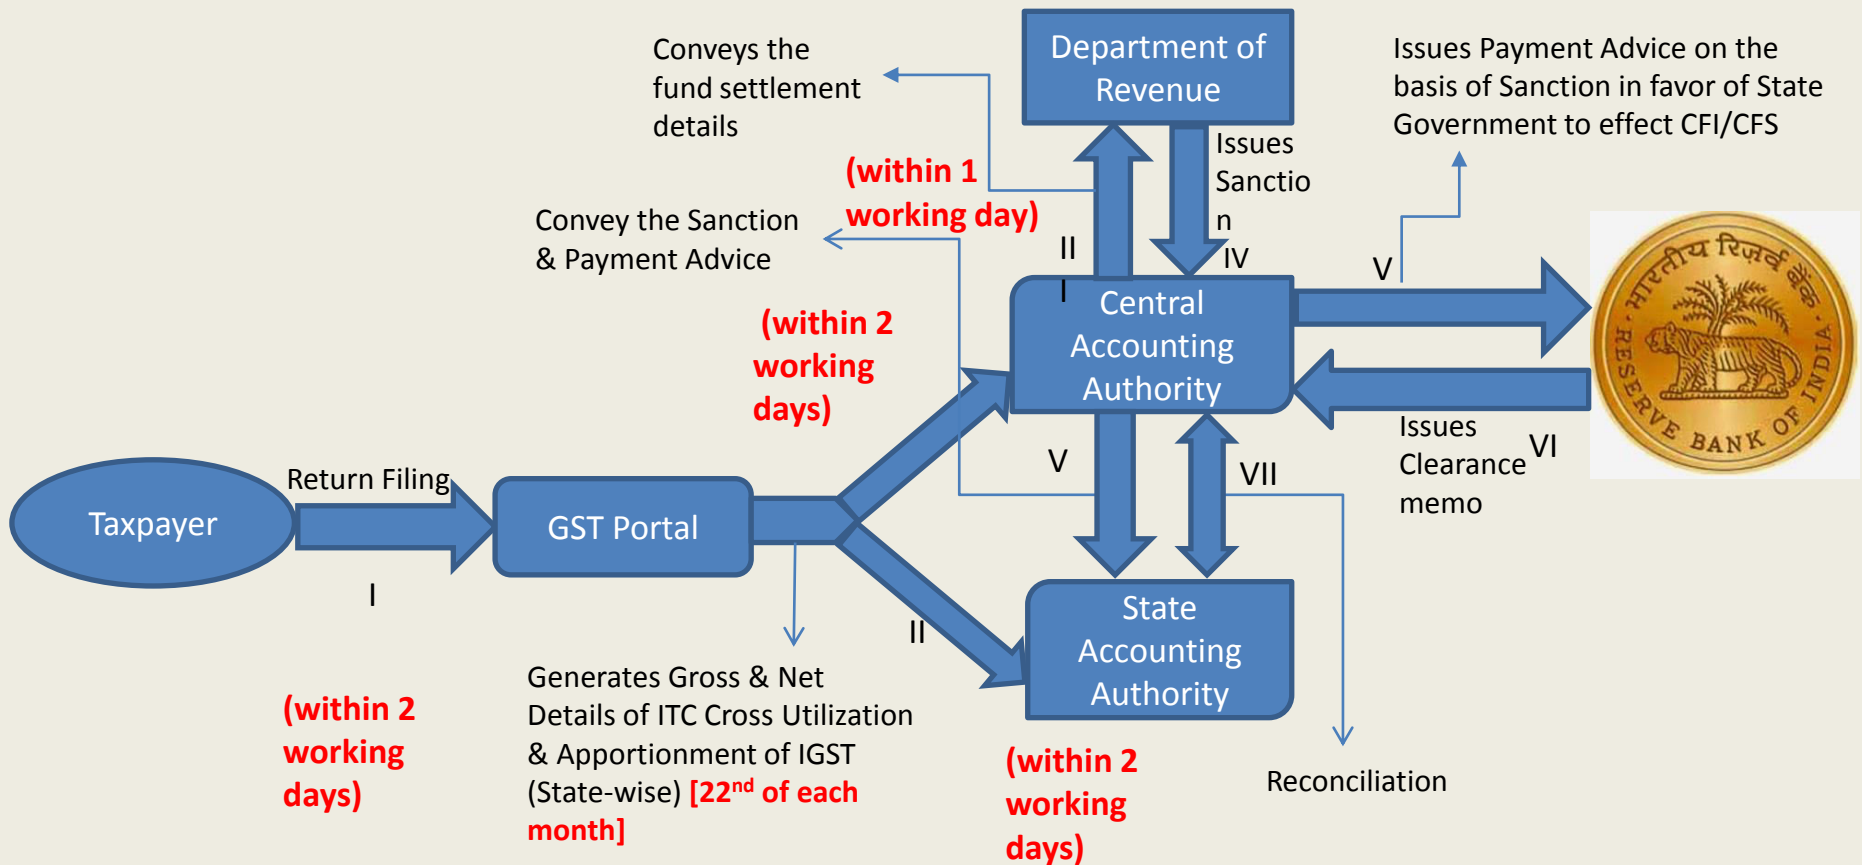 Conveys the
fund settlement
details
Department of
Revenue
Issues Payment Advice on the
basis of Sanction in favor of State
Government to effect CFI/CFS
Issues
Sanctio
n
(within 1
working day)
Convey the Sanction
& Payment Advice
II
I
IV
V
भारतीय रिज़र्व बैंक
RESERVE BANK OF INDIA
Central
Accounting
Authority
(within 2
working
days)
Issues
Clearance
memo
VI
V
VII
Return Filing
Taxpayer
GST Portal
I
II
State
Accounting
Authority
Generates Gross & Net
Details of ITC Cross Utilization
& Apportionment of IGST
(State-wise) [22nd of each
month]
(within 2
working
days)
(within 2
working
days)
Reconciliation